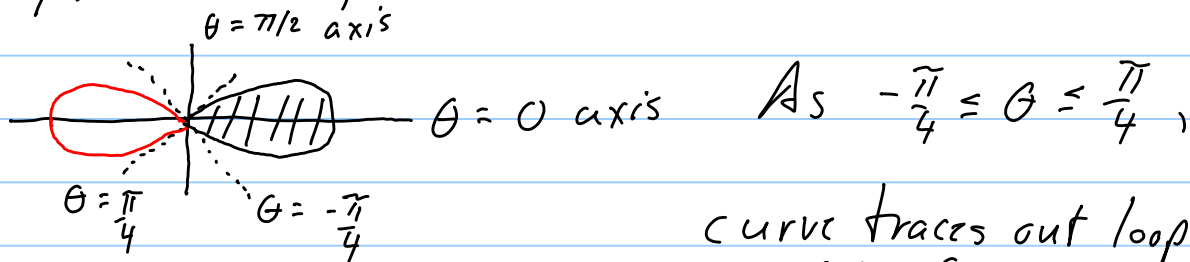 θ = π/2 axis
θ = 0 axis
As -π/4 ≤ θ ≤ π/4,
θ = π/4
θ = -π/4
curve traces out loop